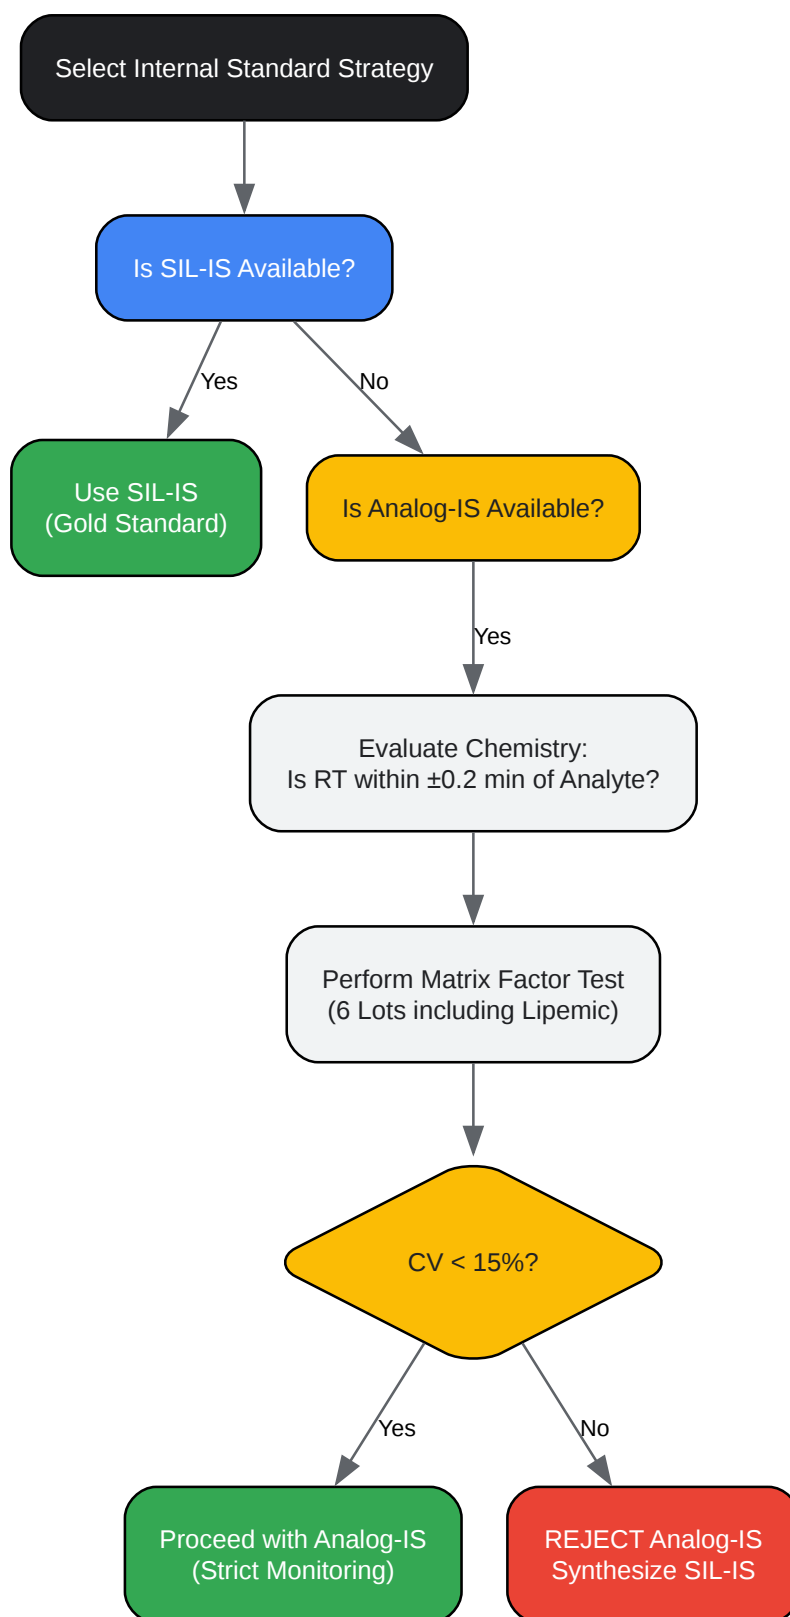 Select Internal Standard Strategy
Is SIL-IS Available?
Yes
No
Use SIL-IS
(Gold Standard)
Is Analog-IS Available?
Yes
Evaluate Chemistry:
Is RT within ±0.2 min of Analyte?
Perform Matrix Factor Test
(6 Lots including Lipemic)
CV < 15%?
Yes
No
Proceed with Analog-IS
(Strict Monitoring)
REJECT Analog-IS
Synthesize SIL-IS